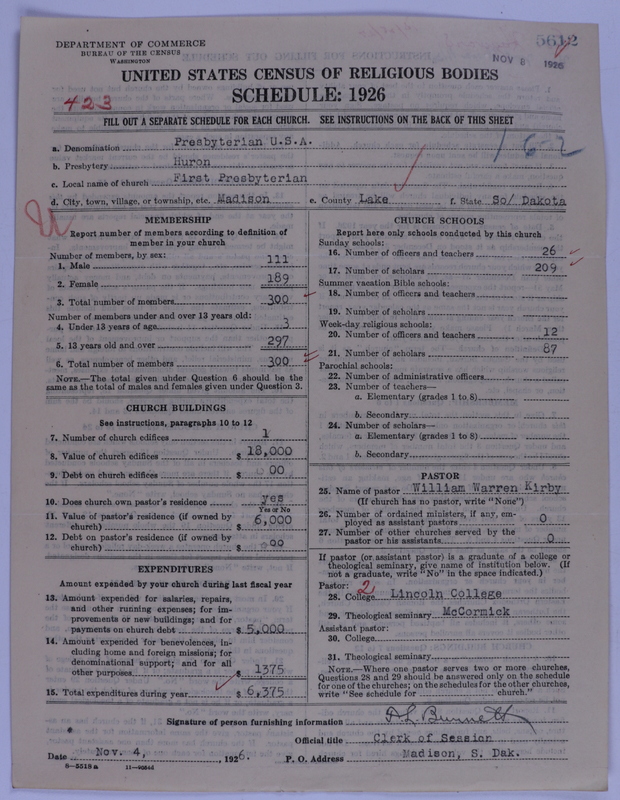 DEPARTMENT OF COMMERCE
BUREAU OF THE CENSUS
WASHINGTON
5612
NOV 8 1926
UNITED STATES CENSUS OF RELIGIOUS BODIES
SCHEDULE: 1926
423
FILL OUT A SEPARATE SCHEDULE FOR EACH CHURCH. SEE INSTRUCTIONS ON THE BACK OF THIS SHEET
a. Denomination Presbyterian U.S.A.
b. Presbytery Huron
c. Local name of church First Presbyterian
d. City, town, village, or township, etc. Madison e. County Lake f. State So/ Dakota
MEMBERSHIP
Report number of members according to definition of
member in your church
Number of members, by sex:
1. Male 111
2. Female 189
3. Total number of members 300
Number of members under and over 13 years old:
4. Under 13 years of age 3
5. 13 years old and over 297
6. Total number of members 300
NOTE.—The total given under Question 6 should be the
same as the total of males and females given under Question 3.
CHURCH BUILDINGS
See instructions, paragraphs 10 to 12
7. Number of church edifices 1
8. Value of church edifices $ 18,000
9. Debt on church edifices $ 00
10. Does church own pastor's residence yes
Yes or No
11. Value of pastor's residence (if owned by
church) $ 6,000
12. Debt on pastor's residence (if owned by
church) $ 00
EXPENDITURES
Amount expended by your church during last fiscal year
13. Amount expended for salaries, repairs,
and other running expenses; for im-
provements or new buildings; and for
payments on church debt $ 5,000
14. Amount expended for benevolences, in-
cluding home and foreign missions; for
denominational support; and for all
other purposes $ 1375
15. Total expenditures during year $ 6,375
CHURCH SCHOOLS
Report here only schools conducted by this church
Sunday schools:
16. Number of officers and teachers 26
17. Number of scholars 209
Summer vacation Bible schools:
18. Number of officers and teachers
19. Number of scholars
Week-day religious schools:
20. Number of officers and teachers 12
21. Number of scholars 87
Parochial schools:
22. Number of administrative officers
23. Number of teachers—
a. Elementary (grades 1 to 8)
b. Secondary
24. Number of scholars—
a. Elementary (grades 1 to 8)
b. Secondary
PASTOR
25. Name of pastor William Warren Kirby
(If church has no pastor, write "None")
26. Number of ordained ministers, if any, em-
ployed as assistant pastors 0
27. Number of other churches served by the
pastor or his assistants 0
If pastor (or assistant pastor) is a graduate of a college or
theological seminary, give name of institution below. (If
not a graduate, write "No" in the space indicated.)
Pastor: 2
28. College Lincoln College
29. Theological seminary McCormick
Assistant pastor:
30. College
31. Theological seminary
NOTE.—Where one pastor serves two or more churches,
Questions 28 and 29 should be answered only on the schedule
for one of the churches; on the schedules for the other churches,
write "See schedule for church."
Signature of person furnishing information Burnett
Official title Clerk of Session
Date Nov. 4, 1926. P. O. Address Madison, S. Dak.
8—5518a